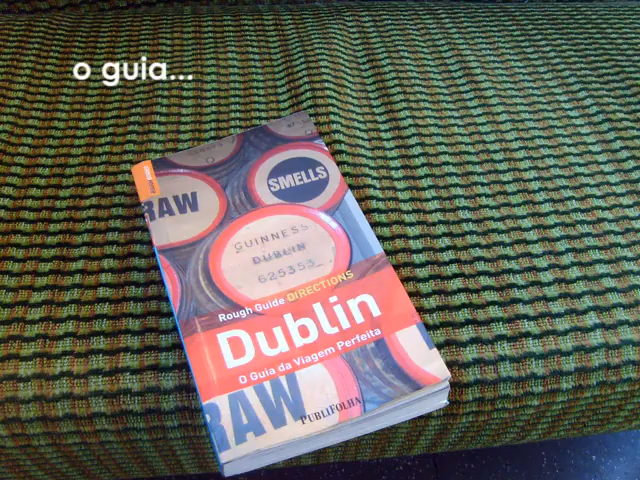 o guia...
SMELLS
RAW
GUINNESS
DUBLIN
625353
Rough Guide DIRECTIONS
Dublin
O Guia da Viagem Perfeita
RAW
PUBLIFOLHA